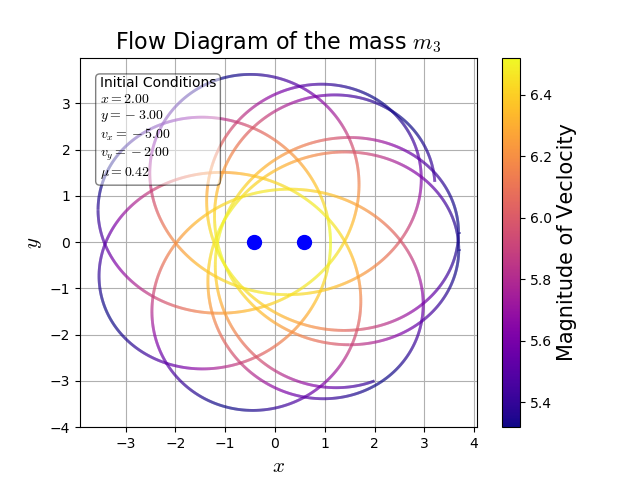 Flow Diagram of the mass m₃
Initial Conditions
x = 2.00
y = −3.00
vₓ = −5.00
v_y = −2.00
μ = 0.42
3
2
1
0
−1
−2
−3
−4
y
−3
−2
−1
0
1
2
3
4
x
6.4
6.2
6.0
5.8
5.6
5.4
Magnitude of Veclocity